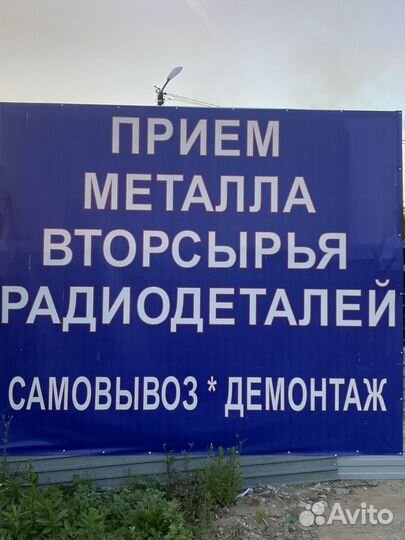 ПРИЕМ
МЕТАЛЛА
ВТОРСЫРЬЯ
РАДИОДЕТАЛЕЙ
САМОВЫВОЗ * ДЕМОНТАЖ
Avito